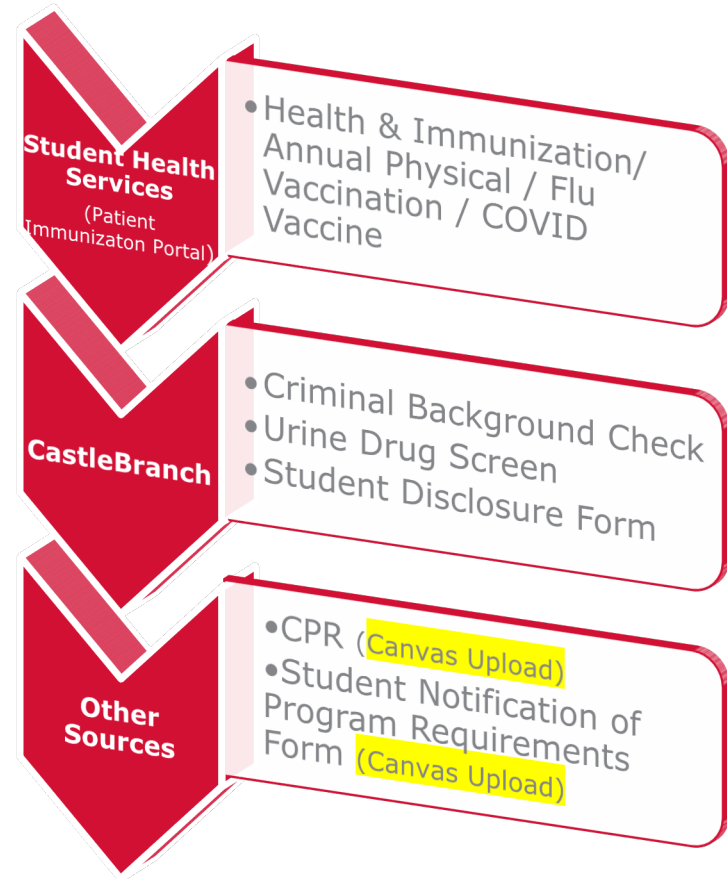 Student Health
Services
(Patient
Immunizaton Portal)
•Health & Immunization/
Annual Physical / Flu
Vaccination / COVID
Vaccine
CastleBranch
•Criminal Background Check
•Urine Drug Screen
•Student Disclosure Form
Other
Sources
•CPR (Canvas Upload)
•Student Notification of
Program Requirements
Form (Canvas Upload)